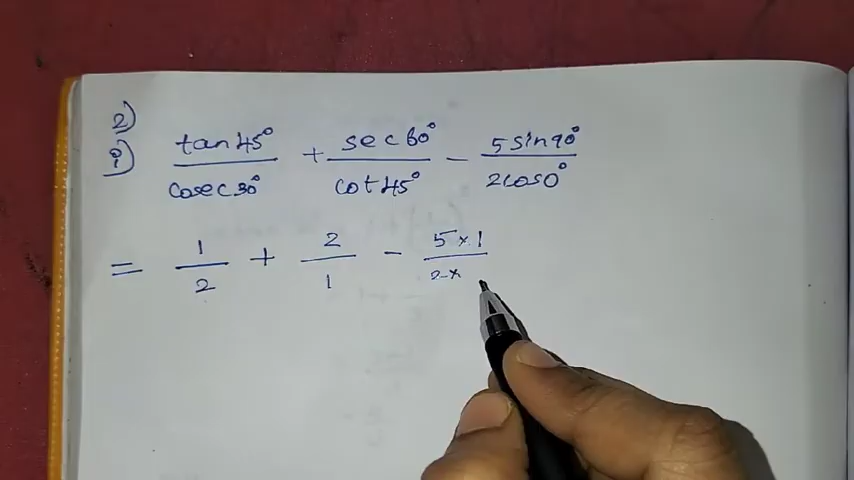 2)
i) tan45°/cosec30° + sec60°/cot45° - 5sin90°/2cos0°
= 1/2 + 2/1 - 5×1/2×